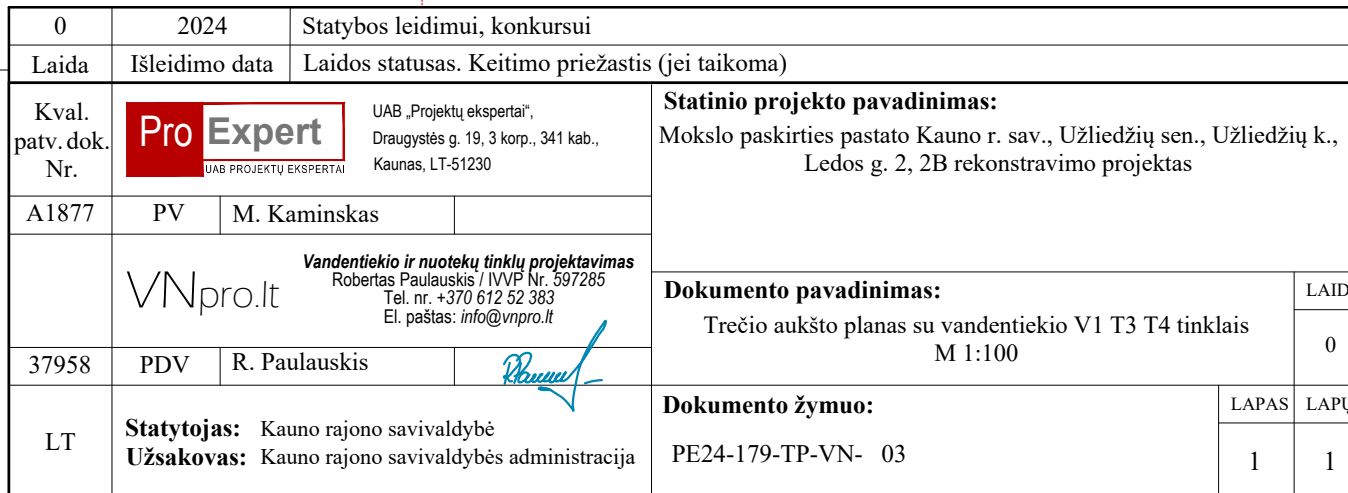 0 2024 Statybos leidimui, konkursui
Laida Išleidimo data Laidos statusas. Keitimo priežastis (jei taikoma)
Kval.
patv. dok.
Nr.
Pro Expert
UAB PROJEKTŲ EKSPERTAI
UAB „Projektų ekspertai“,
Draugystės g. 19, 3 korp., 341 kab.,
Kaunas, LT-51230
Statinio projekto pavadinimas:
Mokslo paskirties pastato Kauno r. sav., Užliedžių sen., Užliedžių k.,
Ledos g. 2, 2B rekonstravimo projektas
A1877 PV M. Kaminskas
VNpro.lt
Vandentiekio ir nuotekų tinklų projektavimas
Robertas Paulauskis / IVVP Nr. 597285
Tel. nr. +370 612 52 383
El. paštas: info@vnpro.lt
Dokumento pavadinimas:
Trečio aukšto planas su vandentiekio V1 T3 T4 tinklais
M 1:100
LAID
0
37958 PDV R. Paulauskis
LT
Statytojas: Kauno rajono savivaldybė
Užsakovas: Kauno rajono savivaldybės administracija
Dokumento žymuo:
PE24-179-TP-VN- 03
LAPAS LAPŲ
1 1